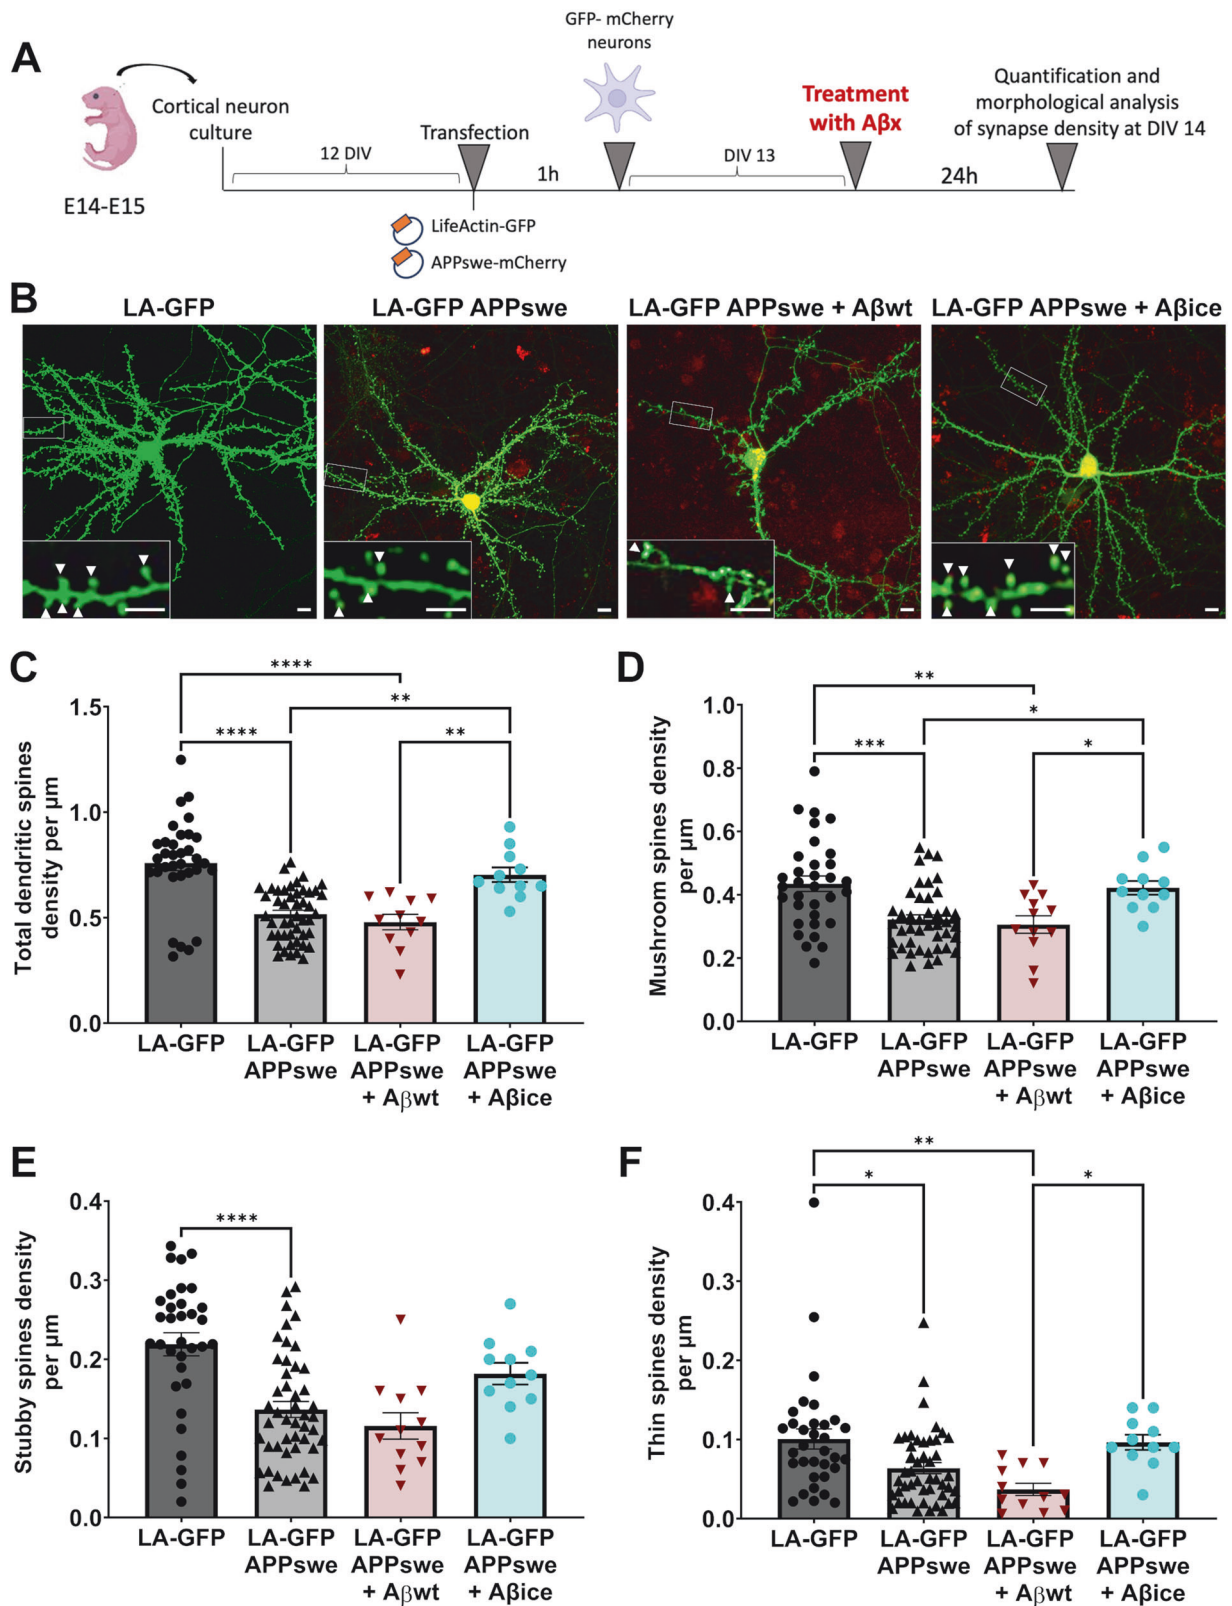 A
GFP- mCherry
neurons
Cortical neuron
culture
Transfection
Treatment
with Aβx
Quantification and
morphological analysis
of synapse density at DIV 14
12 DIV
1h
DIV 13
24h
E14-E15
LifeActin-GFP
APPswe-mCherry
B
LA-GFP
LA-GFP APPswe
LA-GFP APPswe + Aβwt
LA-GFP APPswe + Aβice
C
Total dendritic spines
density per µm
1.5
1.0
0.5
0.0
****
**
****
**
LA-GFP
LA-GFP
APPswe
LA-GFP
APPswe
+ Aβwt
LA-GFP
APPswe
+ Aβice
D
Mushroom spines density
per µm
1.0
0.8
0.6
0.4
0.2
0.0
**
*
***
*
LA-GFP
LA-GFP
APPswe
LA-GFP
APPswe
+ Aβwt
LA-GFP
APPswe
+ Aβice
E
Stubby spines density
per µm
0.4
0.3
0.2
0.1
0.0
****
LA-GFP
LA-GFP
APPswe
LA-GFP
APPswe
+ Aβwt
LA-GFP
APPswe
+ Aβice
F
Thin spines density
per µm
0.4
0.3
0.2
0.1
0.0
**
*
*
LA-GFP
LA-GFP
APPswe
LA-GFP
APPswe
+ Aβwt
LA-GFP
APPswe
+ Aβice